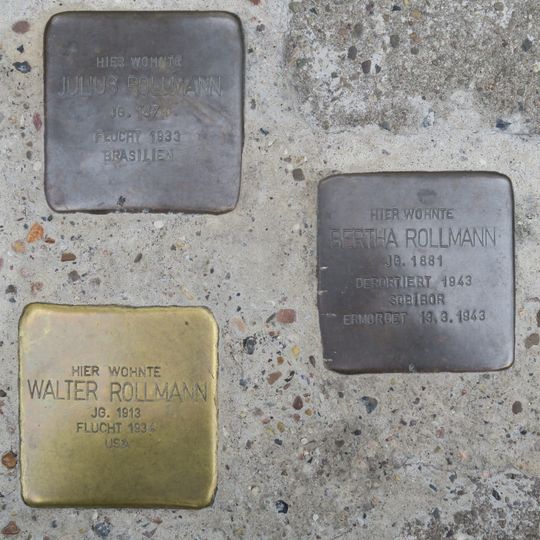 HIER WOHNTE
JULIUS ROLLMANN
JG.
FLUCHT 1933
BRASILIEN
HIER WOHNTE
BERTHA ROLLMANN
JG. 1881
DEPORTIERT 1943
SOBIBOR
ERMORDET 13.3.1943
HIER WOHNTE
WALTER ROLLMANN
JG. 1913
FLUCHT 1934
USA